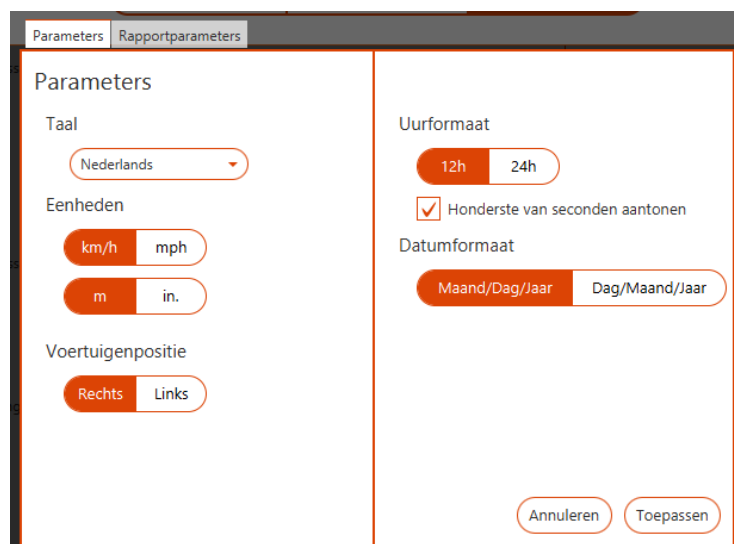 Parameters Rapportparameters
Parameters
Taal
Nederlands
Eenheden
km/h mph
m in.
Voertuigenpositie
Rechts Links
Uurformaat
12h 24h
Honderste van seconden aantonen
Datumformaat
Maand/Dag/Jaar Dag/Maand/Jaar
Annuleren Toepassen